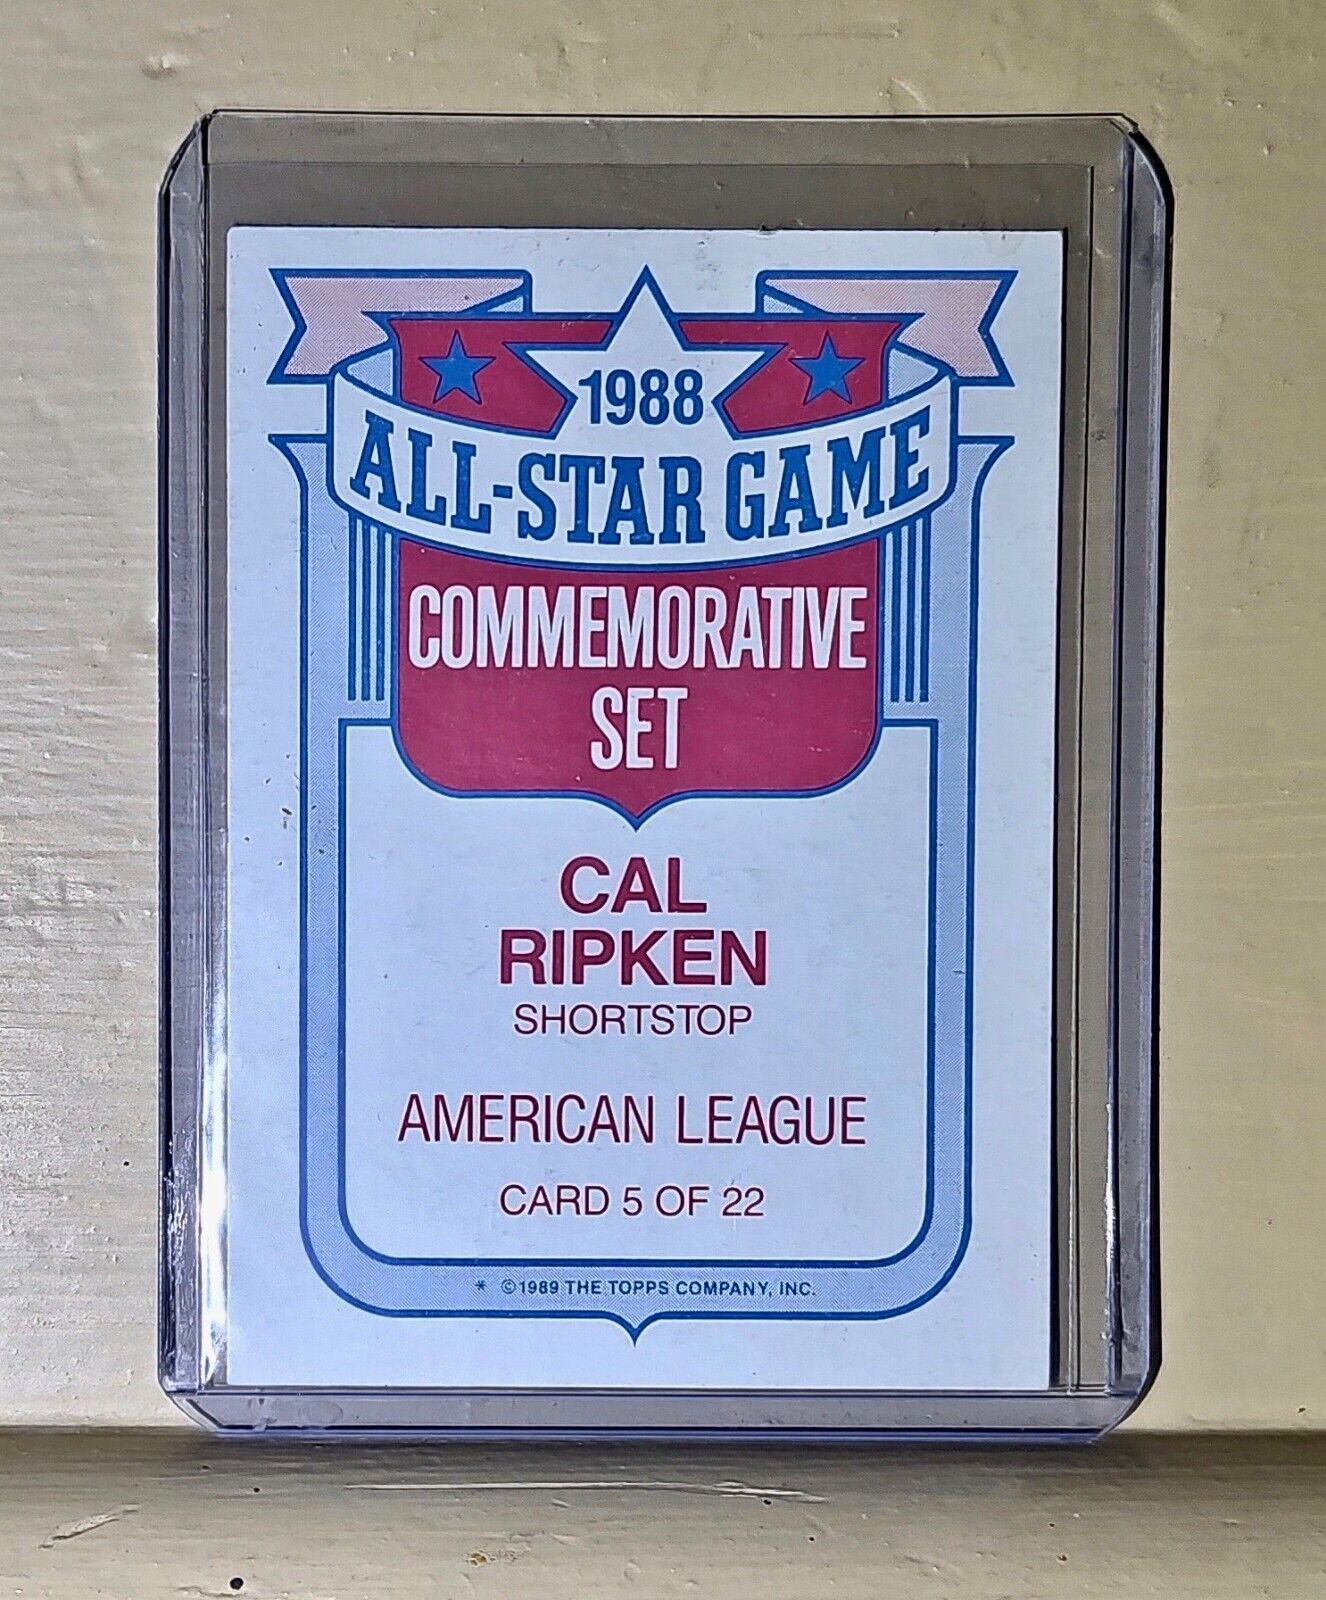 1988
ALL-STAR GAME
COMMEMORATIVE
SET
CAL
RIPKEN
SHORTSTOP
AMERICAN LEAGUE
CARD 5 OF 22
* ©1989 THE TOPPS COMPANY, INC.